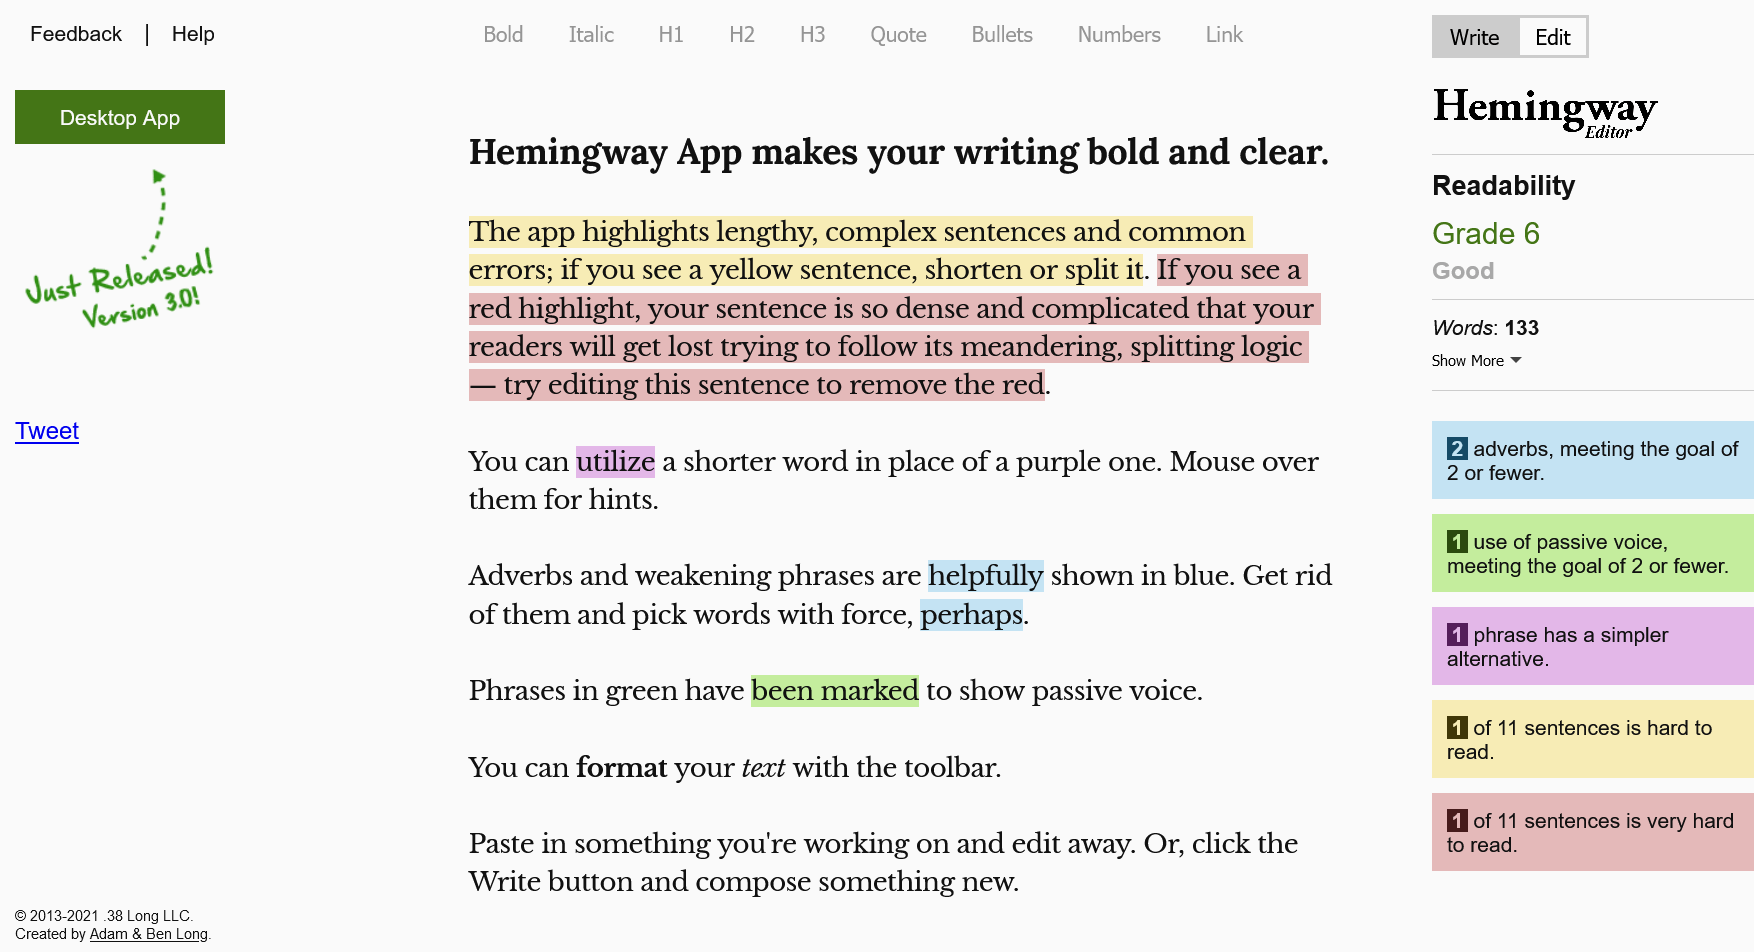 Feedback | Help
Bold Italic H1 H2 H3 Quote Bullets Numbers Link
Write Edit
Desktop App
Just Released!
Version 3.0!
Tweet
© 2013-2021 .38 Long LLC.
Created by Adam & Ben Long.
Hemingway App makes your writing bold and clear.
The app highlights lengthy, complex sentences and common
errors; if you see a yellow sentence, shorten or split it. If you see a
red highlight, your sentence is so dense and complicated that your
readers will get lost trying to follow its meandering, splitting logic
— try editing this sentence to remove the red.
You can utilize a shorter word in place of a purple one. Mouse over
them for hints.
Adverbs and weakening phrases are helpfully shown in blue. Get rid
of them and pick words with force, perhaps.
Phrases in green have been marked to show passive voice.
You can format your text with the toolbar.
Paste in something you're working on and edit away. Or, click the
Write button and compose something new.
Hemingway
Editor
Readability
Grade 6
Good
Words: 133
Show More
2 adverbs, meeting the goal of
2 or fewer.
1 use of passive voice,
meeting the goal of 2 or fewer.
1 phrase has a simpler
alternative.
1 of 11 sentences is hard to
read.
1 of 11 sentences is very hard
to read.